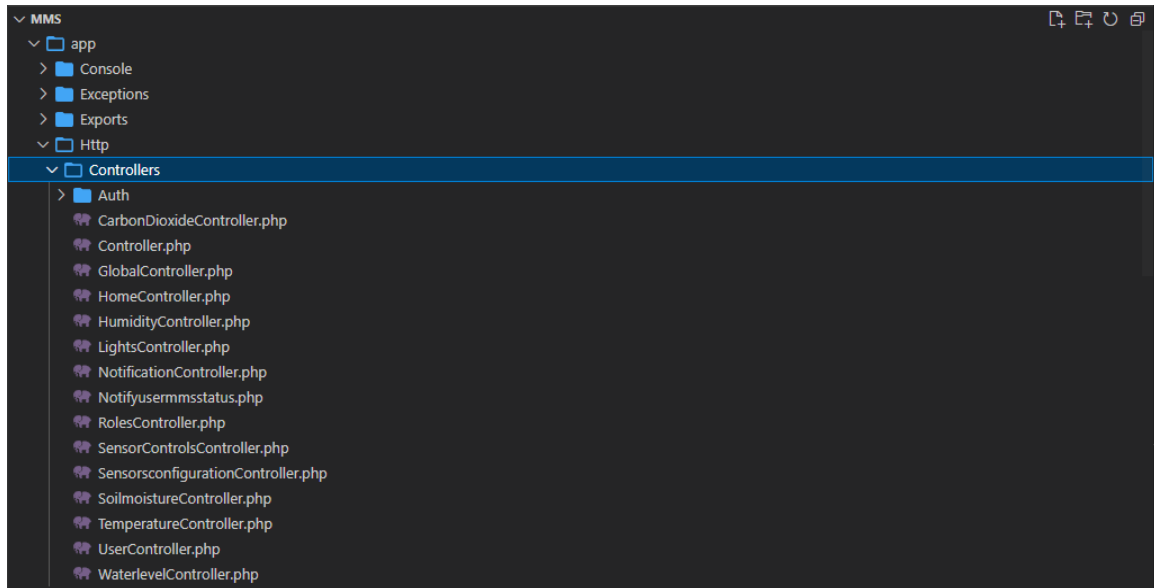 MMS
app
Console
Exceptions
Exports
Http
Controllers
Auth
CarbonDioxideController.php
Controller.php
GlobalController.php
HomeController.php
HumidityController.php
LightsController.php
NotificationController.php
Notifyusermmsstatus.php
RolesController.php
SensorControlsController.php
SensorsconfigurationController.php
SoilmoistureController.php
TemperatureController.php
UserController.php
WaterlevelController.php